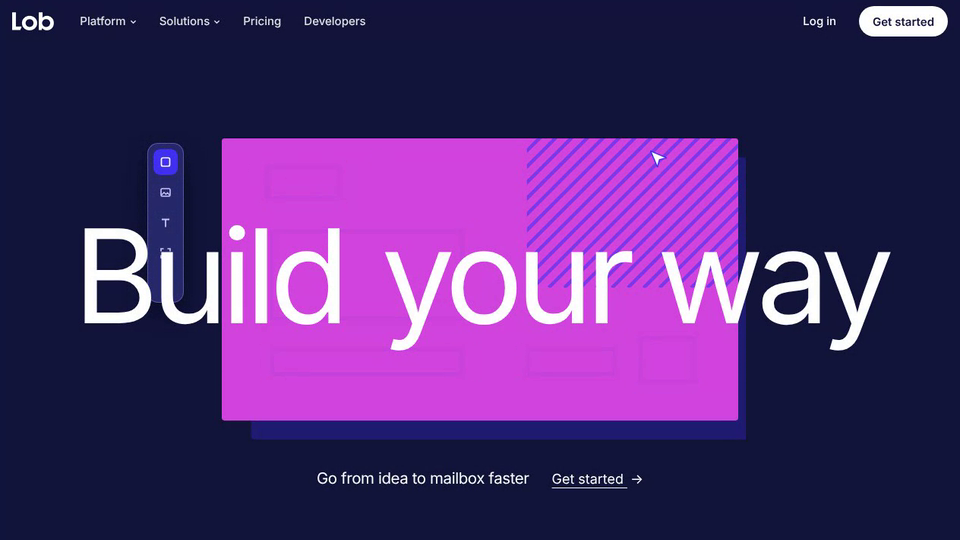 Lob
Platform
Solutions
Pricing
Developers
Log in
Get started
T
Build your way
Go from idea to mailbox faster
Get started →